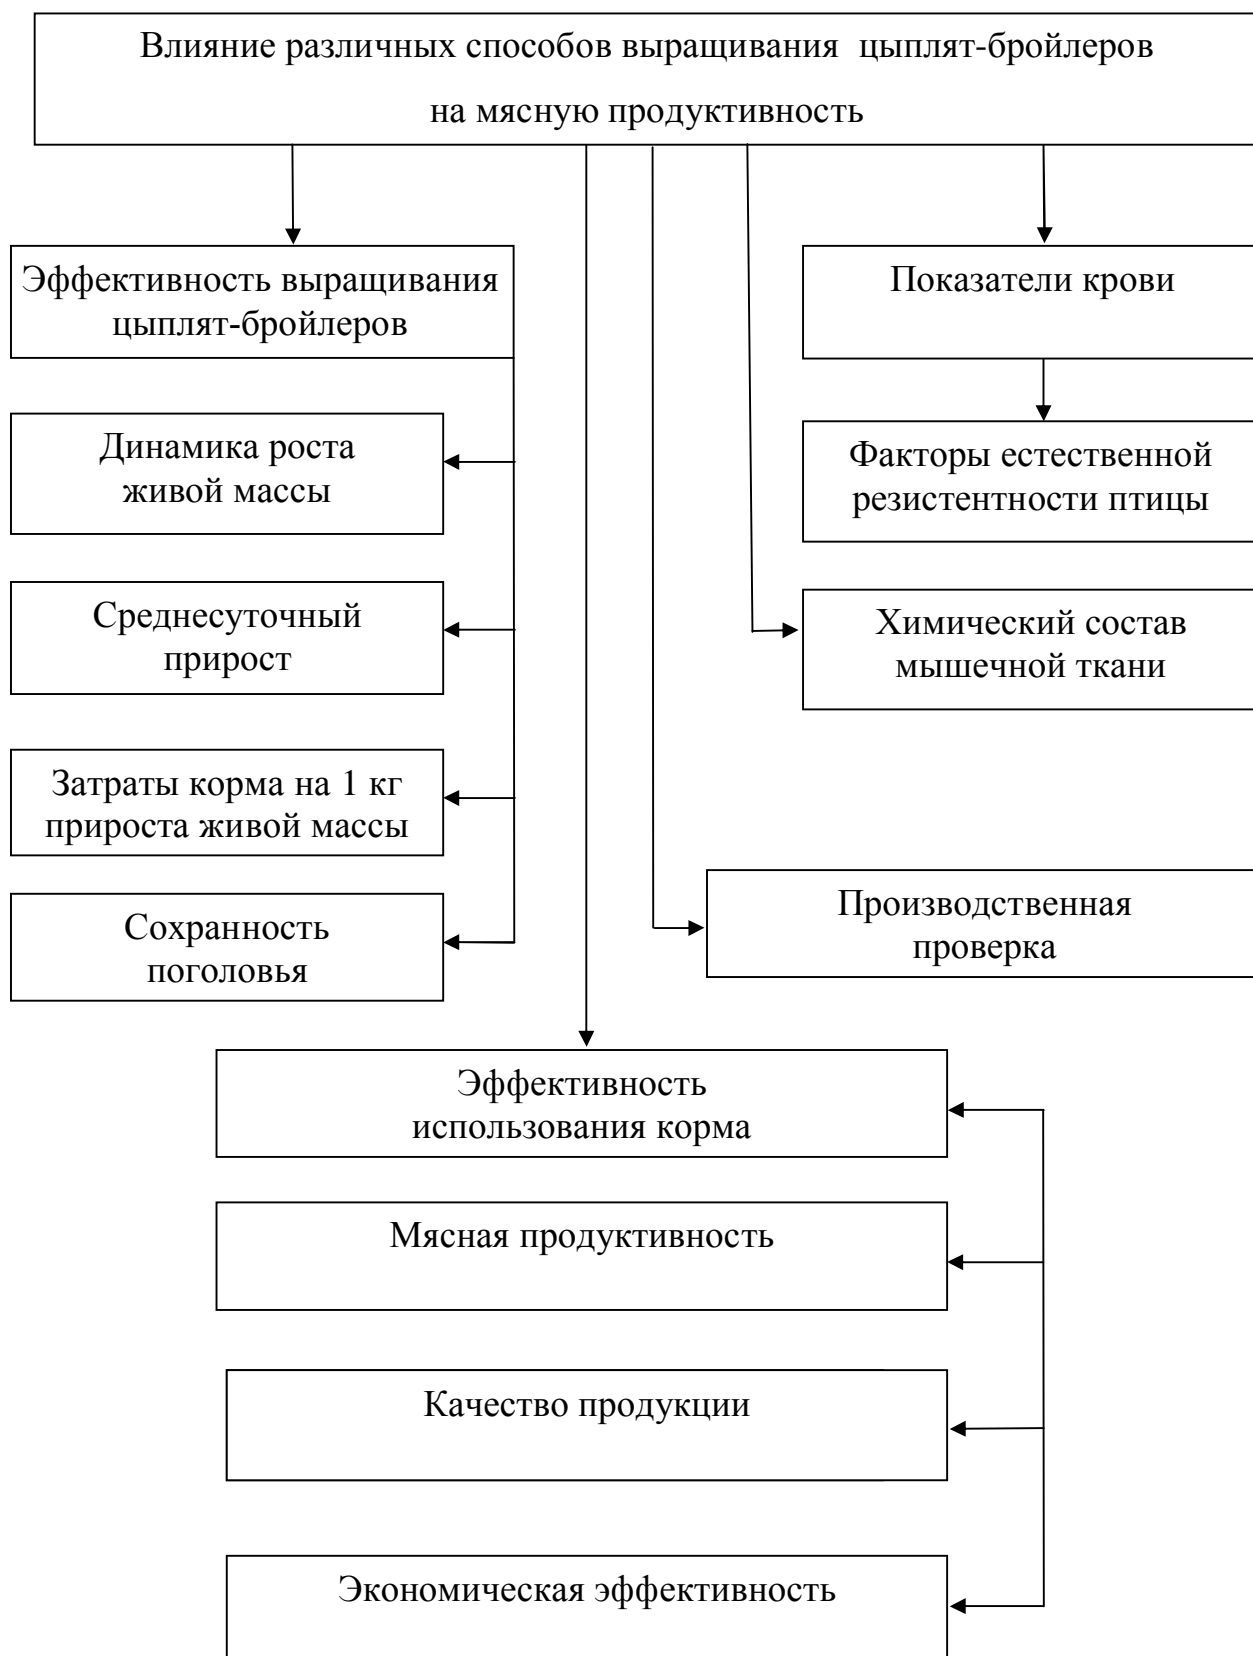 Влияние различных способов выращивания цыплят-бройлеров
на мясную продуктивность
Эффективность выращивания
цыплят-бройлеров
Показатели крови
Динамика роста
живой массы
Факторы естественной
резистентности птицы
Среднесуточный
прирост
Химический состав
мышечной ткани
Затраты корма на 1 кг
прироста живой массы
Сохранность
поголовья
Производственная
проверка
Эффективность
использования корма
Мясная продуктивность
Качество продукции
Экономическая эффективность